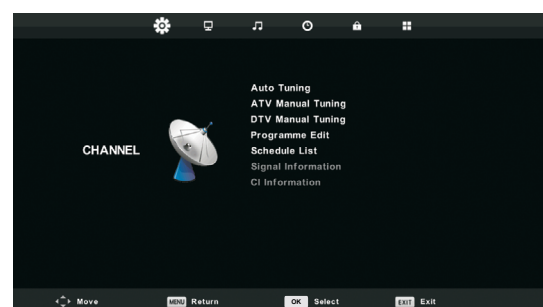 Auto Tuning
ATV Manual Tuning
DTV Manual Tuning
Programme Edit
CHANNEL
Schedule List
Signal Information
CI Information
Move
MENU Return
OK Select
EXIT Exit